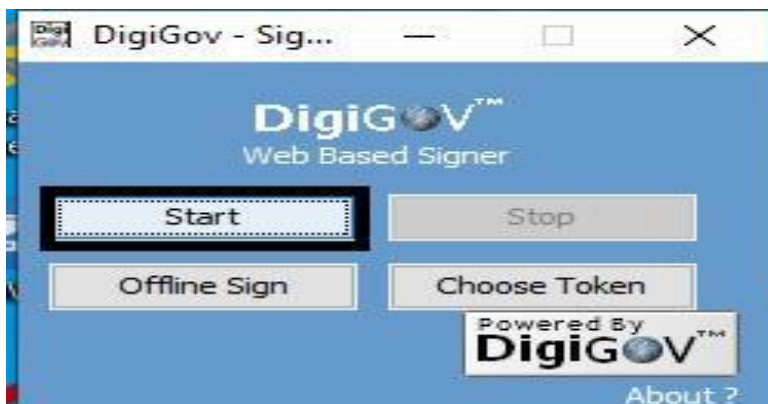 DigiGov - Sig...
DigiGOV™
Web Based Signer
Start Stop
Offline Sign Choose Token
Powered By
DigiGOV™
About ?